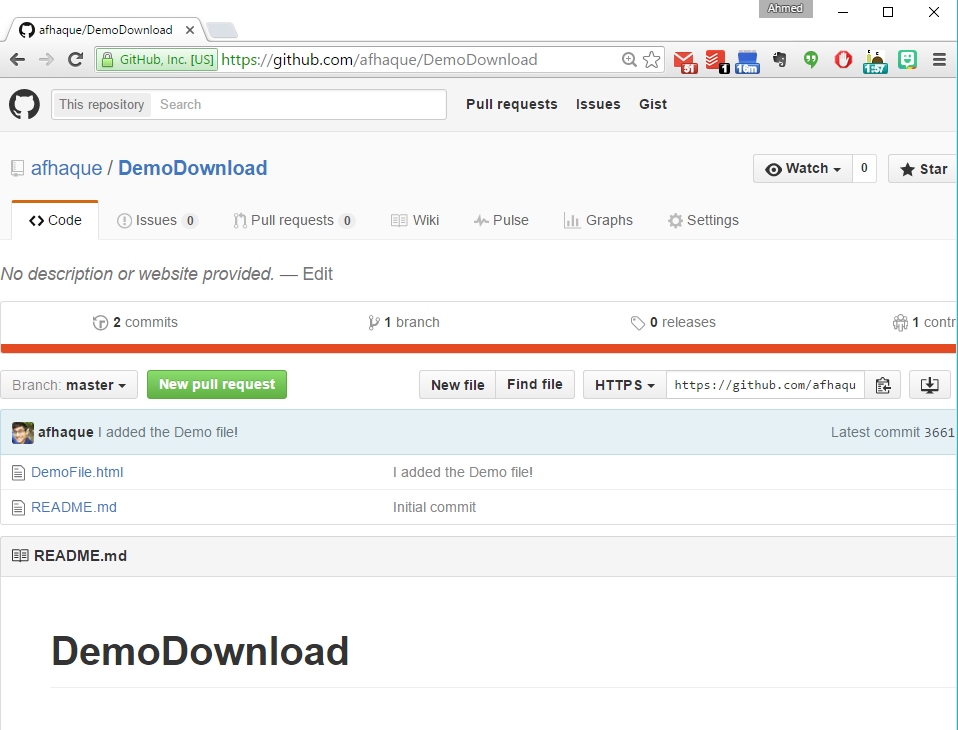 Ahmed
afhaque/DemoDownload
GitHub, Inc. [US] https://github.com/afhaque/DemoDownload 51 1 16m 1:57
This repository Search Pull requests Issues Gist
afhaque / DemoDownload Watch 0 Star
Code Issues 0 Pull requests 0 Wiki Pulse Graphs Settings
No description or website provided. — Edit
2 commits 1 branch 0 releases 1 contr
Branch: master New pull request New file Find file HTTPS https://github.com/afhaqu
afhaque I added the Demo file! Latest commit 3661
DemoFile.html I added the Demo file!
README.md Initial commit
README.md
DemoDownload